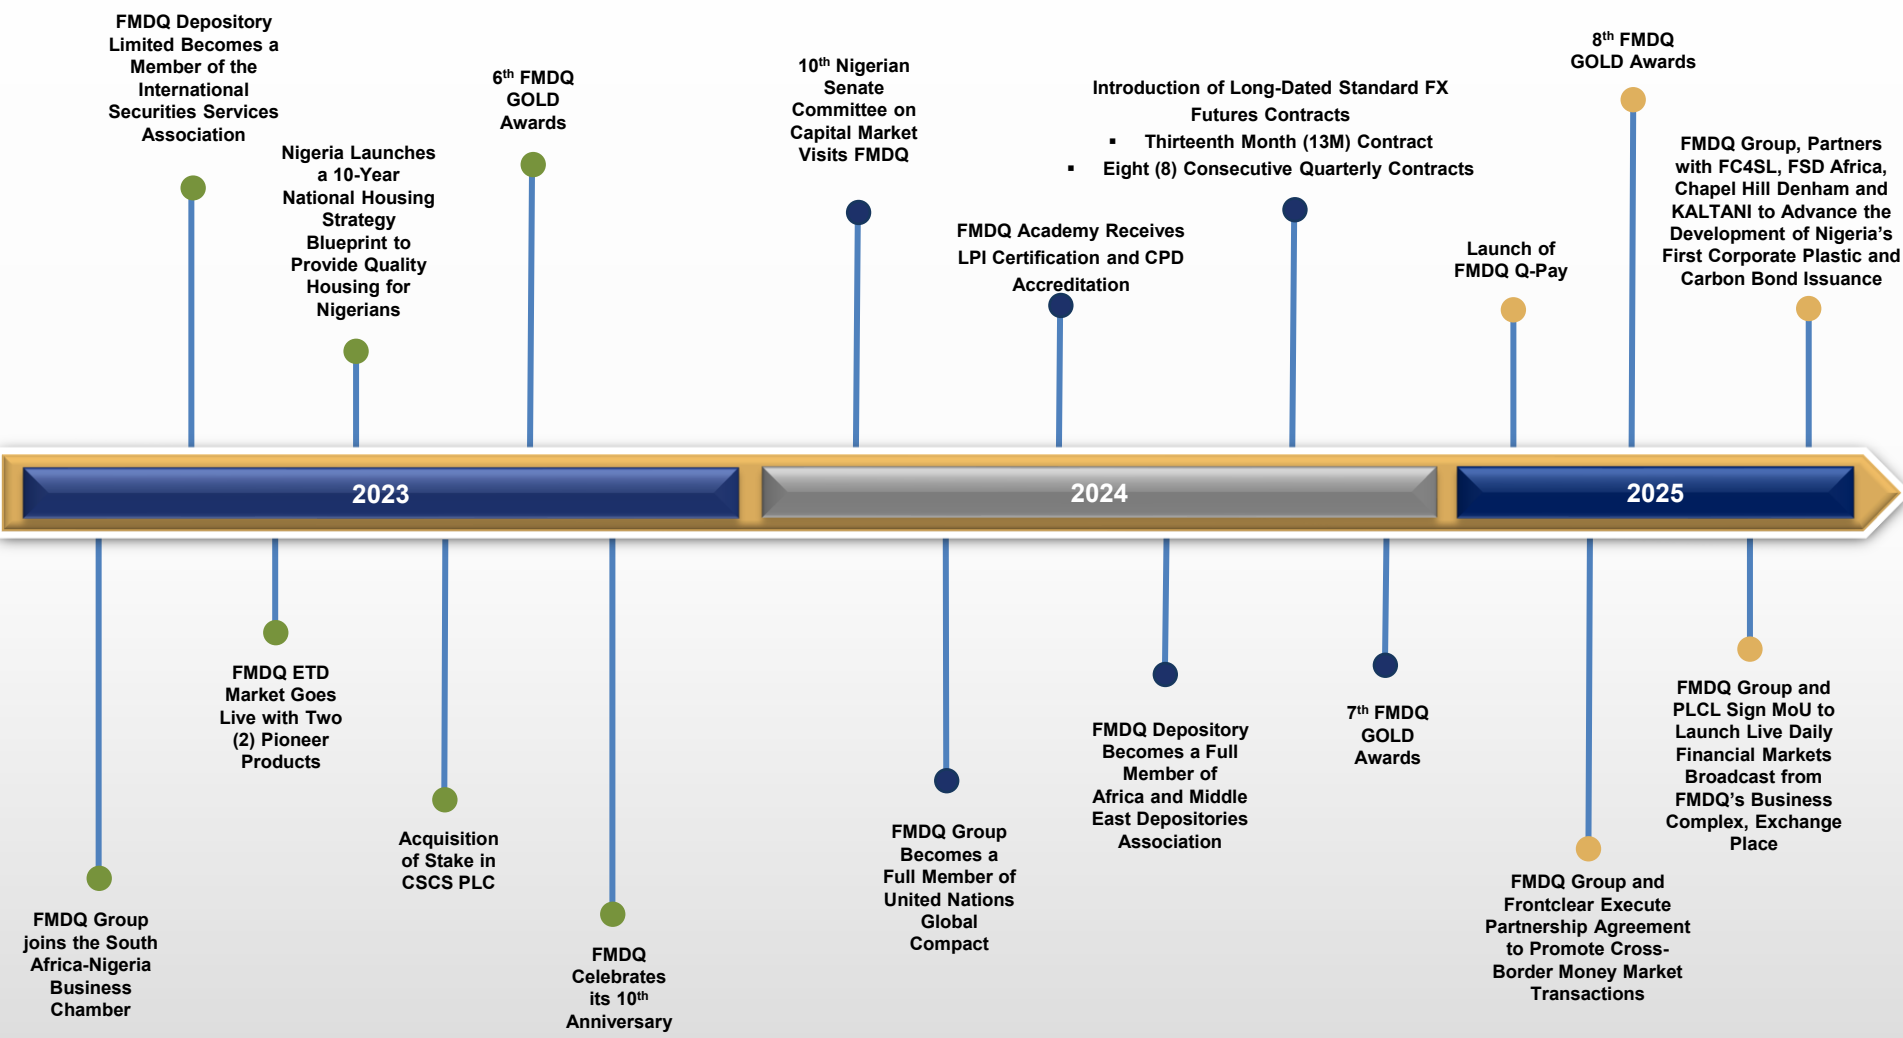 FMDQ Depository
Limited Becomes a
Member of the
International
Securities Services
Association
Nigeria Launches
a 10-Year
National Housing
Strategy
Blueprint to
Provide Quality
Housing for
Nigerians
6th FMDQ
GOLD
Awards
10th Nigerian
Senate
Committee on
Capital Market
Visits FMDQ
FMDQ Academy Receives
LPI Certification and CPD
Accreditation
Introduction of Long-Dated Standard FX
Futures Contracts
▪ Thirteenth Month (13M) Contract
▪ Eight (8) Consecutive Quarterly Contracts
Launch of
FMDQ Q-Pay
8th FMDQ
GOLD Awards
FMDQ Group, Partners
with FC4SL, FSD Africa,
Chapel Hill Denham and
KALTANI to Advance the
Development of Nigeria's
First Corporate Plastic and
Carbon Bond Issuance
2023
2024
2025
FMDQ Group
joins the South
Africa-Nigeria
Business
Chamber
FMDQ ETD
Market Goes
Live with Two
(2) Pioneer
Products
Acquisition
of Stake in
CSCS PLC
FMDQ
Celebrates
its 10th
Anniversary
FMDQ Group
Becomes a
Full Member of
United Nations
Global
Compact
FMDQ Depository
Becomes a Full
Member of
Africa and Middle
East Depositories
Association
7th FMDQ
GOLD
Awards
FMDQ Group and
Frontclear Execute
Partnership Agreement
to Promote Cross-
Border Money Market
Transactions
FMDQ Group and
PLCL Sign MoU to
Launch Live Daily
Financial Markets
Broadcast from
FMDQ's Business
Complex, Exchange
Place